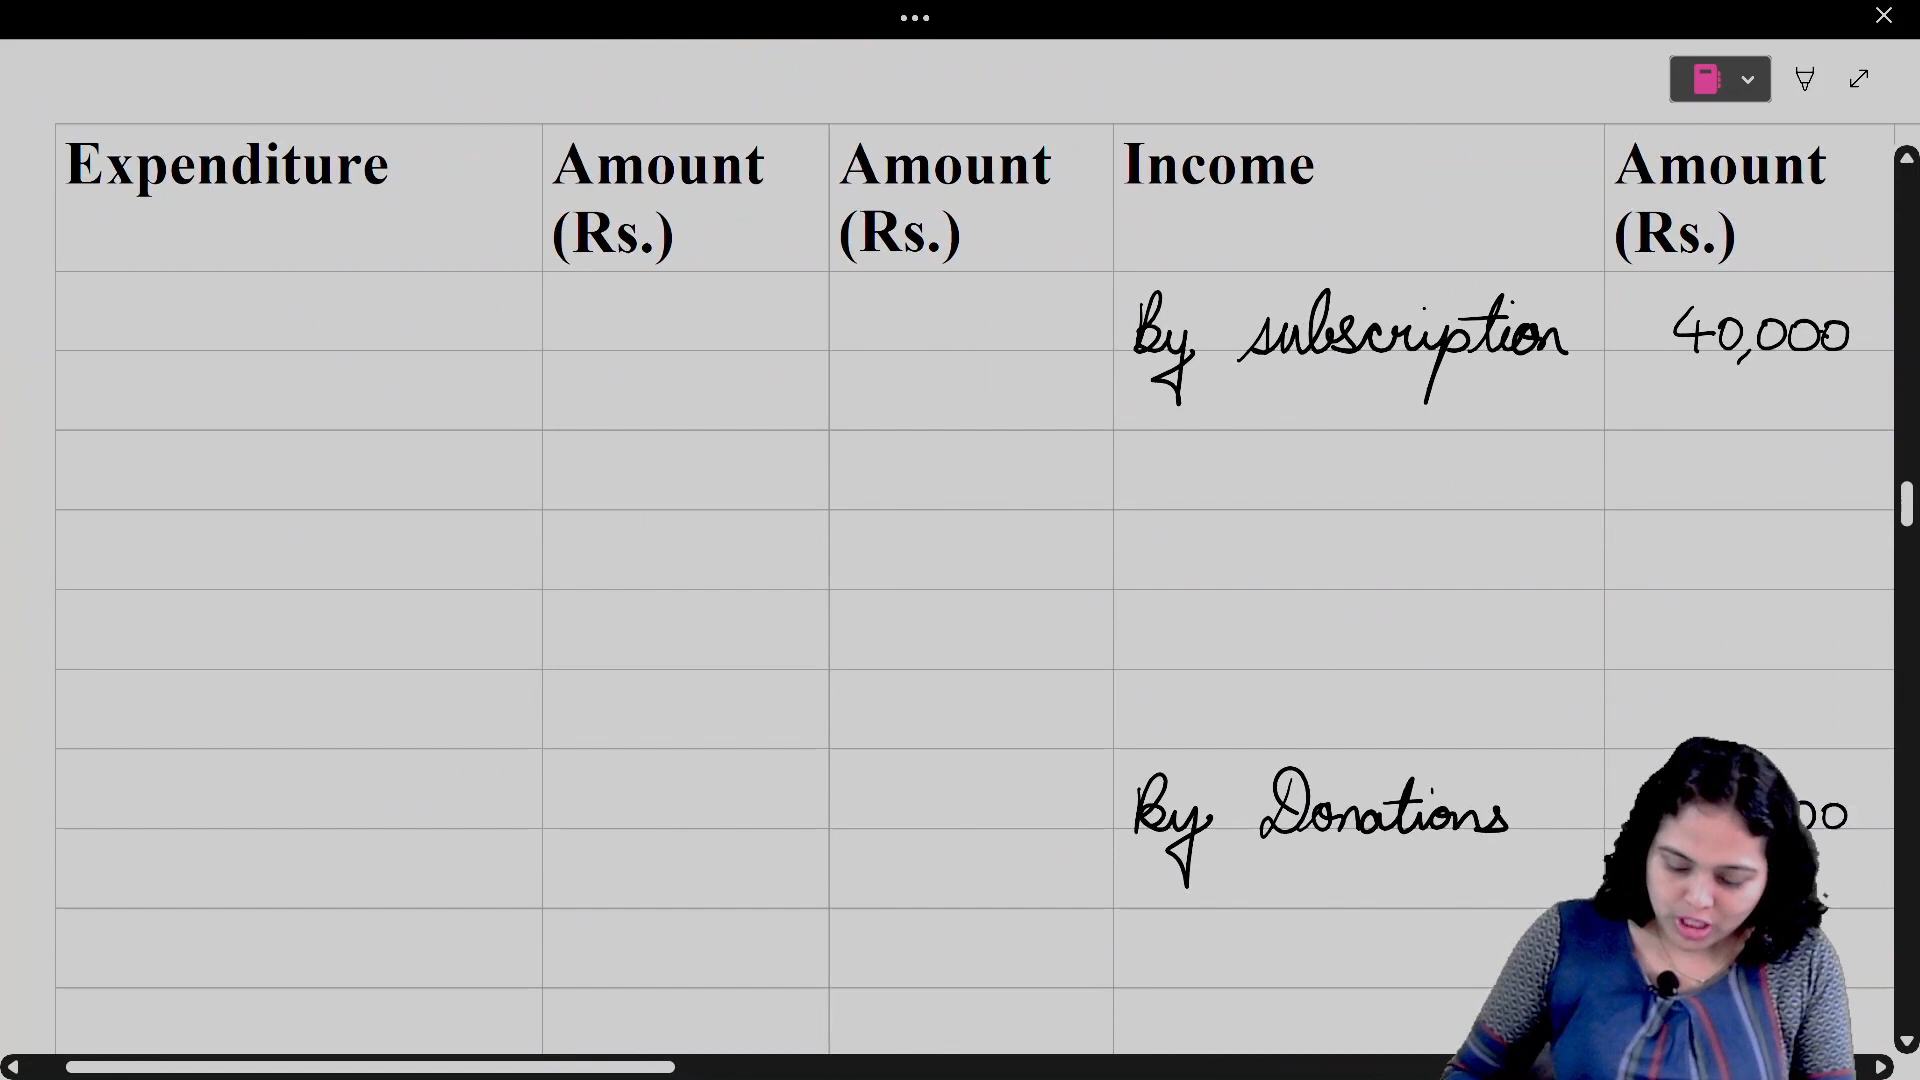 Expenditure Amount (Rs.) Amount (Rs.) Income Amount (Rs.)
By subscription 40,000
By Donations